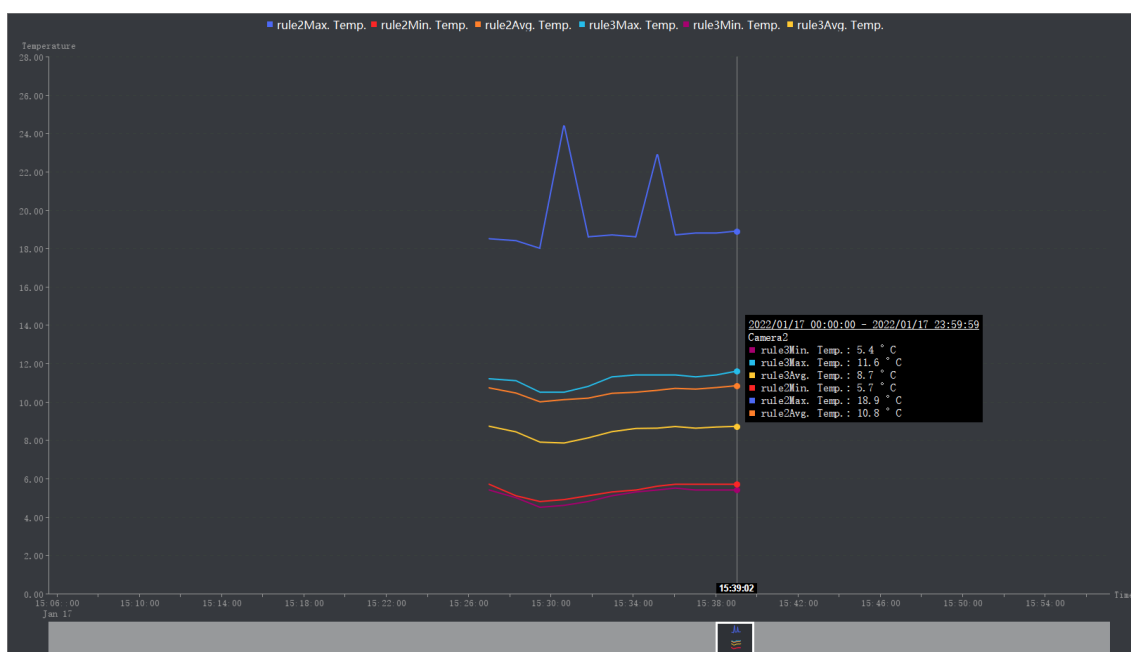 rule2Max. Temp. rule2Min. Temp. rule2Avg. Temp. rule3Max. Temp. rule3Min. Temp. rule3Avg. Temp.
Temperature
28.00
26.00
24.00
22.00
20.00
18.00
16.00
14.00
12.00
10.00
8.00
6.00
4.00
2.00
0.00
2022/01/17 00:00:00 - 2022/01/17 23:59:59
Camera2
rule3Min. Temp.: 5.4 ° C
rule3Max. Temp.: 11.6 ° C
rule3Avg. Temp.: 8.7 ° C
rule2Min. Temp.: 5.7 ° C
rule2Max. Temp.: 18.9 ° C
rule2Avg. Temp.: 10.8 ° C
15:39:02
15:06:00 15:10:00 15:14:00 15:18:00 15:22:00 15:26:00 15:30:00 15:34:00 15:38:00 15:42:00 15:46:00 15:50:00 15:54:00 Time
Jan 17